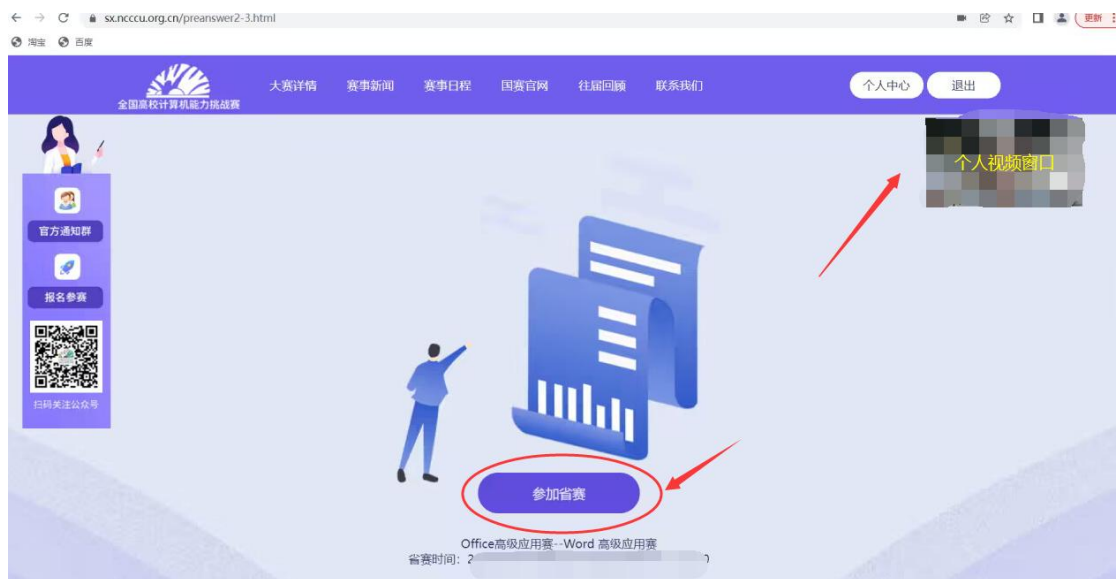 sx.ncccu.org.cn/preanswer2-3.html
更新
淘宝 百度
全国高校计算机能力挑战赛
大赛详情 赛事新闻 赛事日程 国赛官网 往届回顾 联系我们
个人中心 退出
个人视频窗口
官方通知群
报名参赛
扫码关注公众号
参加省赛
Office高级应用赛--Word 高级应用赛
省赛时间：2